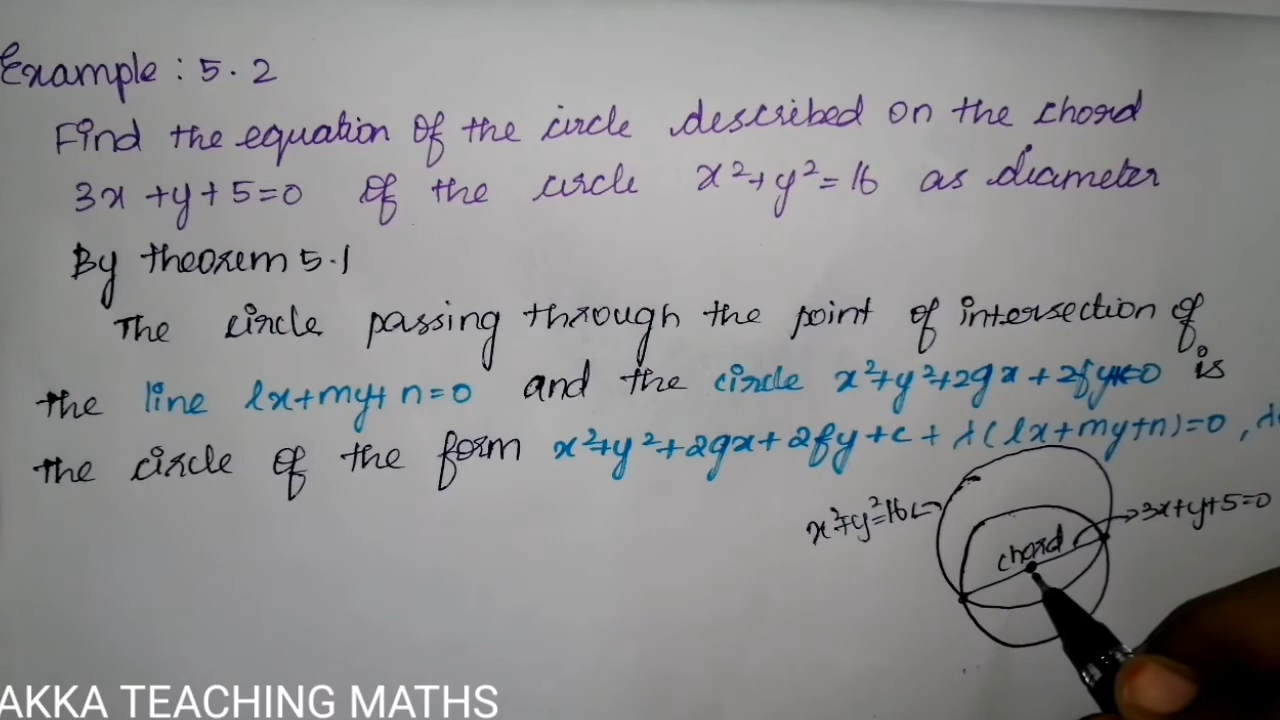 Example : 5.2
Find the equation of the circle described on the chord
3x+y+5=0 of the circle x²+y²=16 as diameter
By theorem 5.1
The circle passing through the point of intersection of
the line lx+my+n=0 and the circle x²+y²+2gx+2fy+c=0 is
the circle of the form x²+y²+2gx+2fy+c+λ(lx+my+n)=0, λ
x²+y²=16
3x+y+5=0
chord
AKKA TEACHING MATHS